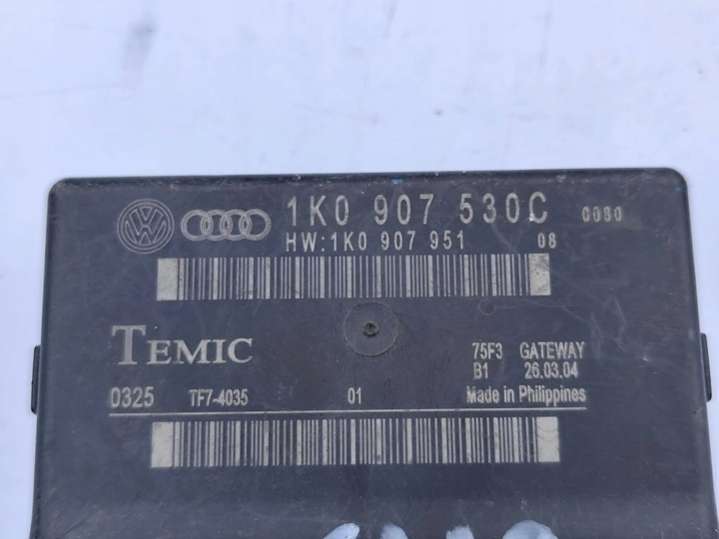 1K0 907 530C 0080
HW:1K0 907 951 08
TEMIC
75F3 GATEWAY
B1 26.03.04
0325 TF7-4035 01 Made in Philippines